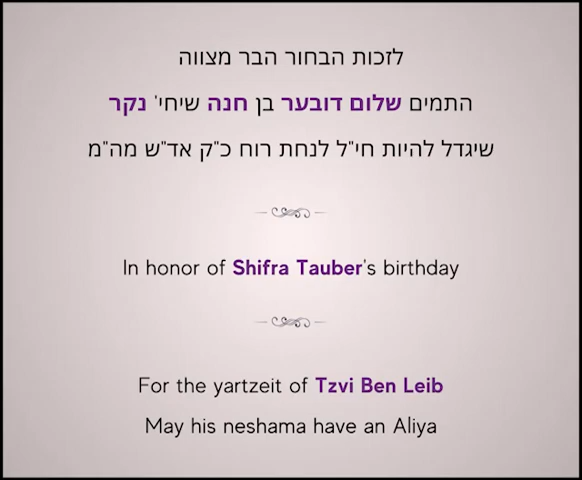 לזכות הבחור הבר מצווה
התמים שלום דובער בן חנה שיחי' נקר
שיגדל להיות חי"ל לנחת רוח כ"ק אד"ש מה"מ
In honor of Shifra Tauber's birthday
For the yartzeit of Tzvi Ben Leib
May his neshama have an Aliya